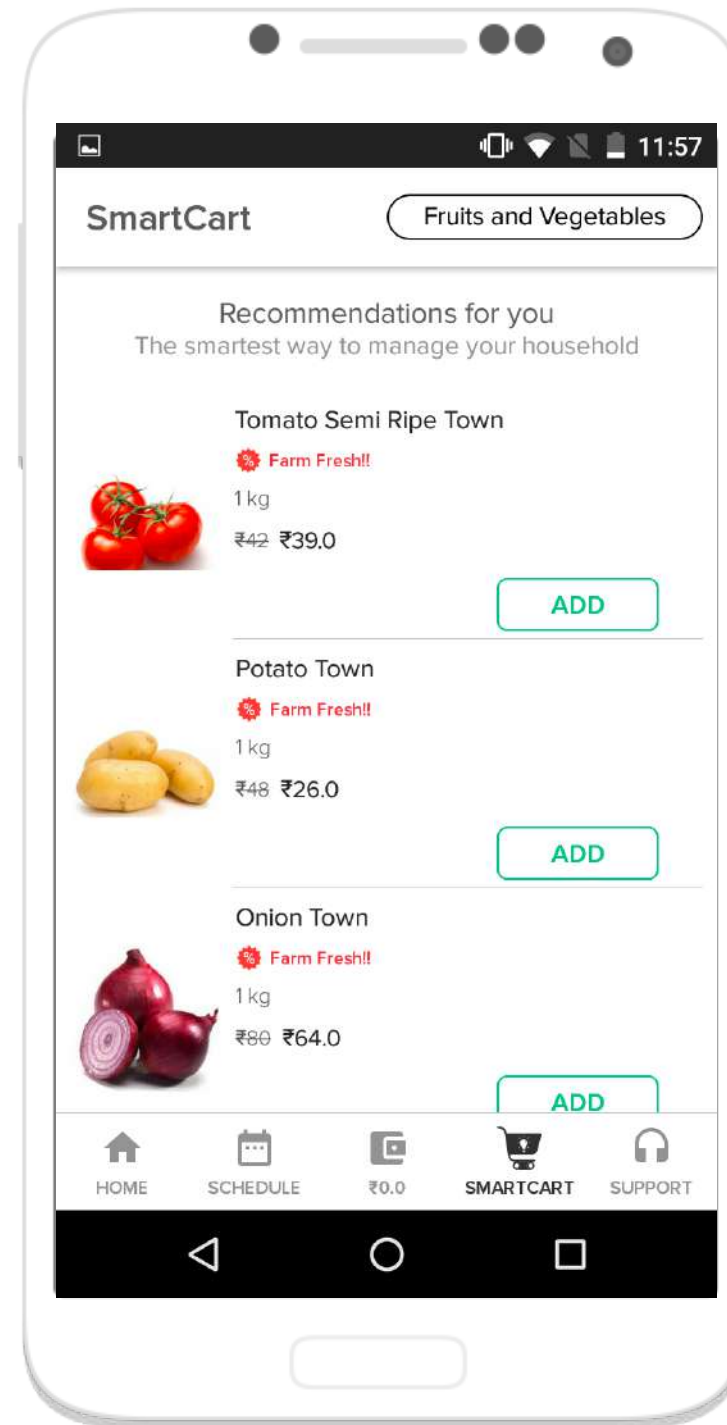 11:57
SmartCart
Fruits and Vegetables
Recommendations for you
The smartest way to manage your household
Tomato Semi Ripe Town
% Farm Fresh!!
1 kg
₹42 ₹39.0
ADD
Potato Town
% Farm Fresh!!
1 kg
₹48 ₹26.0
ADD
Onion Town
% Farm Fresh!!
1 kg
₹80 ₹64.0
ADD
HOME SCHEDULE ₹0.0 SMARTCART SUPPORT